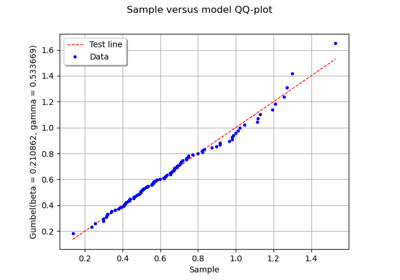 Sample versus model QQ-plot
Test line
Data
1.6
1.4
1.2
1.0
0.8
0.6
0.4
0.2
Gumbel(beta = 0.210862, gamma = 0.533669)
0.2 0.4 0.6 0.8 1.0 1.2 1.4
Sample